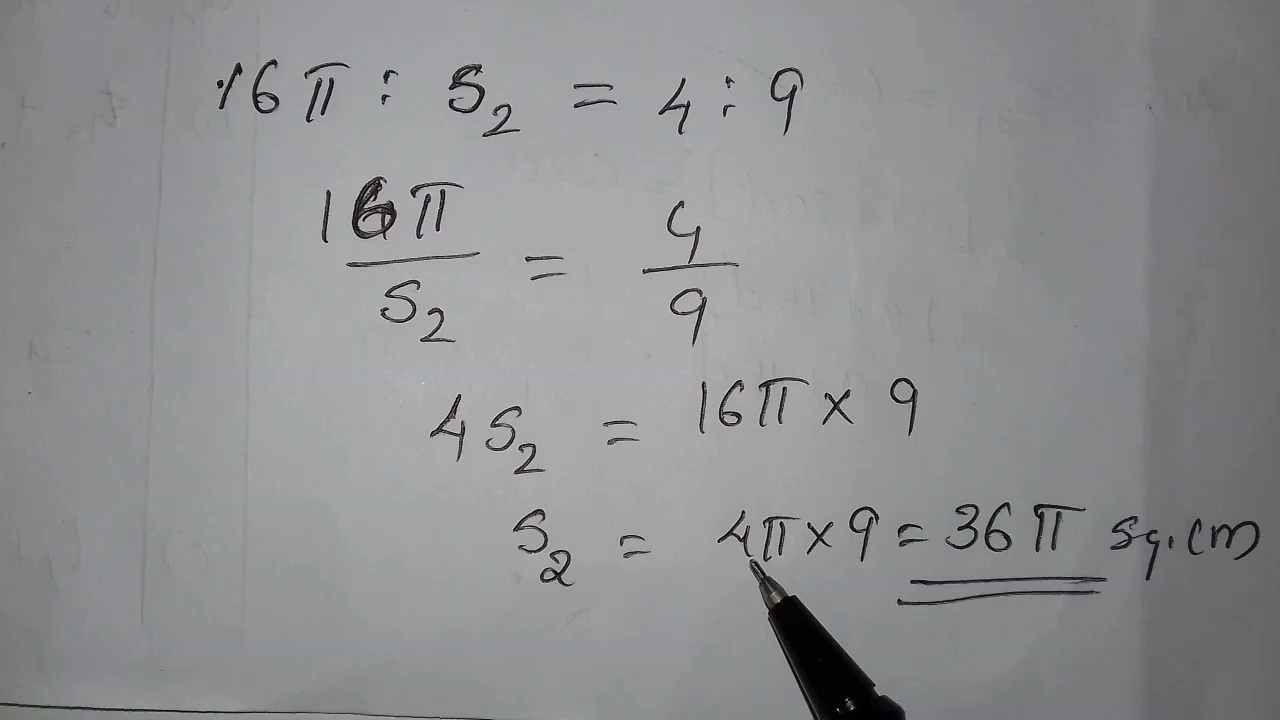 16π : S₂ = 4 : 9
16π/S₂ = 4/9
4S₂ = 16π × 9
S₂ = 4π × 9 = 36π Sq.cm